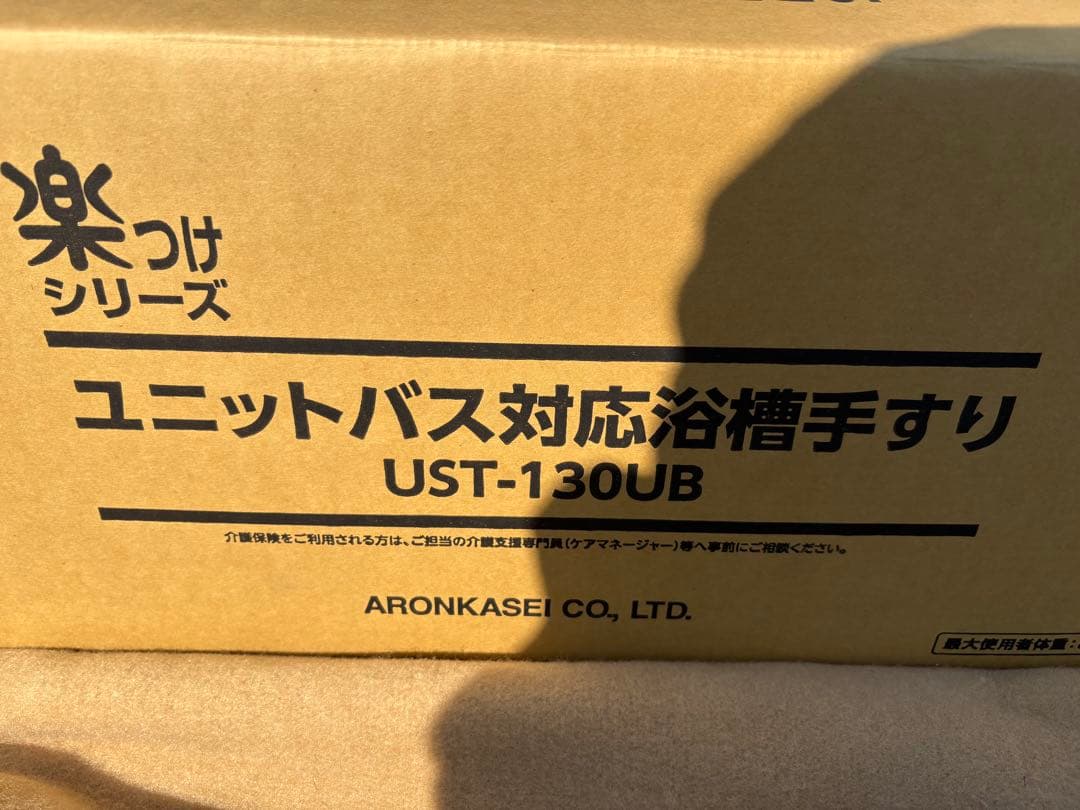 楽つけ
シリーズ
ユニットバス対応浴槽手すり
UST-130UB
介護保険をご利用される方は、ご担当の介護支援専門員(ケアマネージャー)等へ事前にご相談ください。
ARONKASEI CO., LTD.
最大使用者体重: